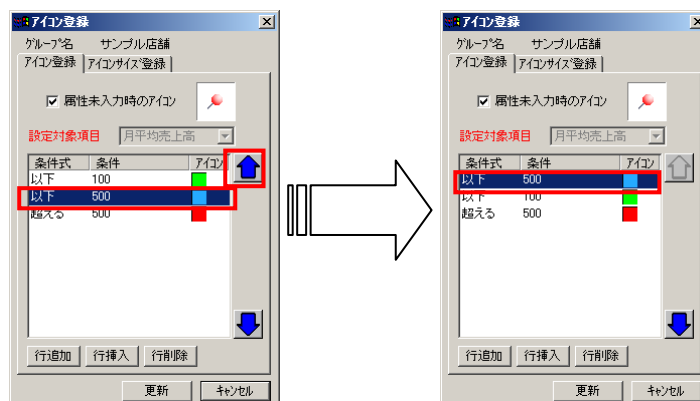 アイコン登録
グループ名 サンプル店舗
アイコン登録 アイコンサイズ登録
属性未入力時のアイコン
設定対象項目 月平均売上高
条件式 条件 アイコン
以下 100
以下 500
超える 500
行追加 行挿入 行削除
更新 キャンセル
アイコン登録
グループ名 サンプル店舗
アイコン登録 アイコンサイズ登録
属性未入力時のアイコン
設定対象項目 月平均売上高
条件式 条件 アイコン
以下 500
以下 100
超える 500
行追加 行挿入 行削除
更新 キャンセル